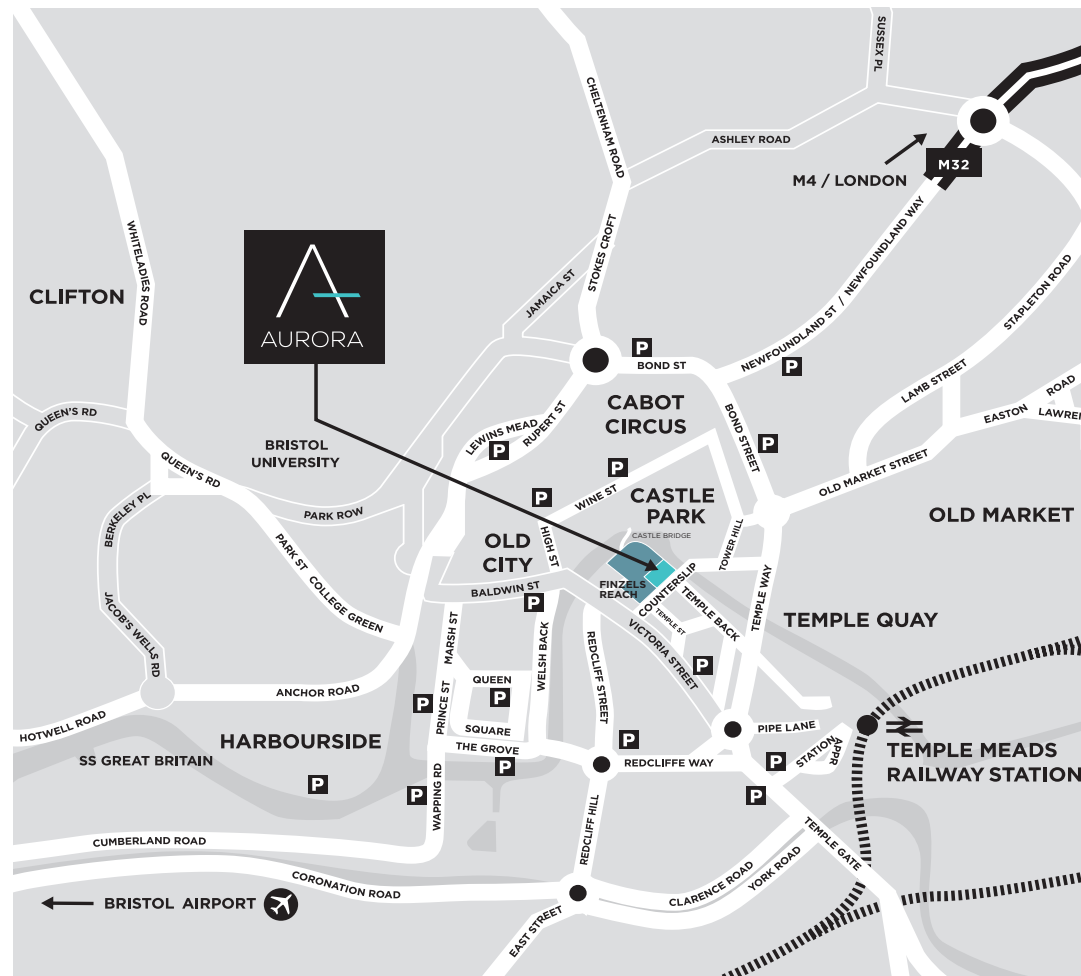 SUSSEX PL
CHELTENHAM ROAD
ASHLEY ROAD
M32
M4 / LONDON
WHITELADIES ROAD
CLIFTON
AURORA
JAMAICA ST
STOKES CROFT
NEWFOUNDLAND ST / NEWFOUNDLAND WAY
STAPLETON ROAD
P
BOND ST
P
LAMB STREET
EASTON ROAD
LAWREN
QUEEN'S RD
CABOT
CIRCUS
BOND STREET
P
LEWINS MEAD
RUPERT ST
P
BRISTOL
UNIVERSITY
QUEEN'S RD
OLD MARKET STREET
P
WINE ST
P
BERKELEY PL
PARK ROW
CASTLE
PARK
CASTLE BRIDGE
OLD MARKET
OLD
CITY
HIGH ST
TOWER HILL
PARK ST
COLLEGE GREEN
BALDWIN ST
P
FINZELS
REACH
COUNTERSLIP
TEMPLE BACK
TEMPLE WAY
TEMPLE ST
TEMPLE QUAY
JACOB'S WELLS RD
MARSH ST
WELSH BACK
REDCLIFF STREET
VICTORIA STREET
P
ANCHOR ROAD
QUEEN
P
SQUARE
PRINCE ST
P
HOTWELL ROAD
HARBOURSIDE
THE GROVE
P
P
PIPE LANE
STATION
APPR
TEMPLE MEADS
RAILWAY STATION
SS GREAT BRITAIN
P
P
WAPPING RD
REDCLIFFE WAY
P
P
REDCLIFF HILL
TEMPLE GATE
CUMBERLAND ROAD
CORONATION ROAD
CLARENCE ROAD
YORK ROAD
BRISTOL AIRPORT
EAST STREET